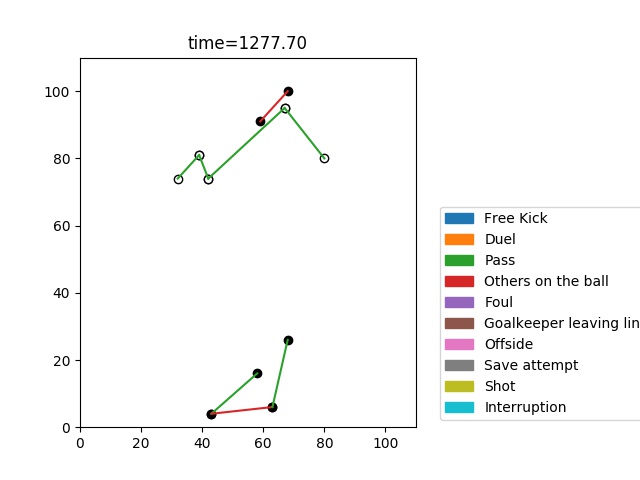 time=1277.70
100
80
60
40
20
0
0 20 40 60 80 100
Free Kick
Duel
Pass
Others on the ball
Foul
Goalkeeper leaving lin
Offside
Save attempt
Shot
Interruption